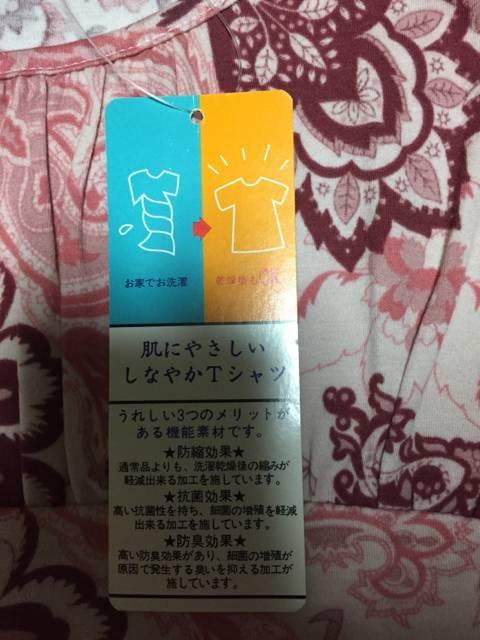 お家でお洗濯
乾燥機もOK
肌にやさしい
しなやかTシャツ
うれしい3つのメリットが
ある機能素材です。
★防縮効果★
通常品よりも、洗濯乾燥後の縮みが
軽減出来る加工を施しています。
★抗菌効果★
高い抗菌性を持ち、細菌の増殖を軽減
出来る加工を施しています。
★防臭効果★
高い防臭効果があり、細菌の増殖が
原因で発生する臭いを抑える加工が
施しています。